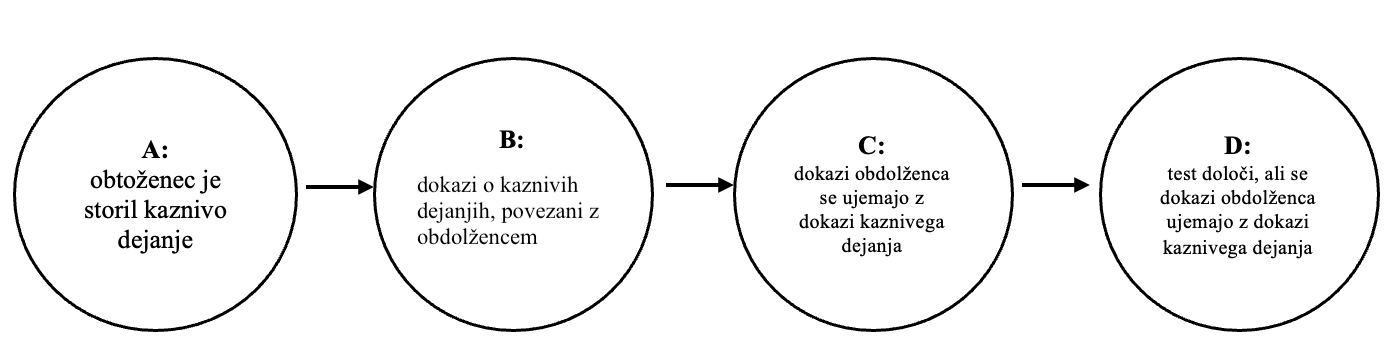 A:
obtoženec je
storil kaznivo
dejanje
B:
dokazi o kaznivih
dejanjih, povezani z
obdolžencem
C:
dokazi obdolženca
se ujemajo z
dokazi kaznivega
dejanja
D:
test določi, ali se
dokazi obdolženca
ujemajo z dokazi
kaznivega dejanja